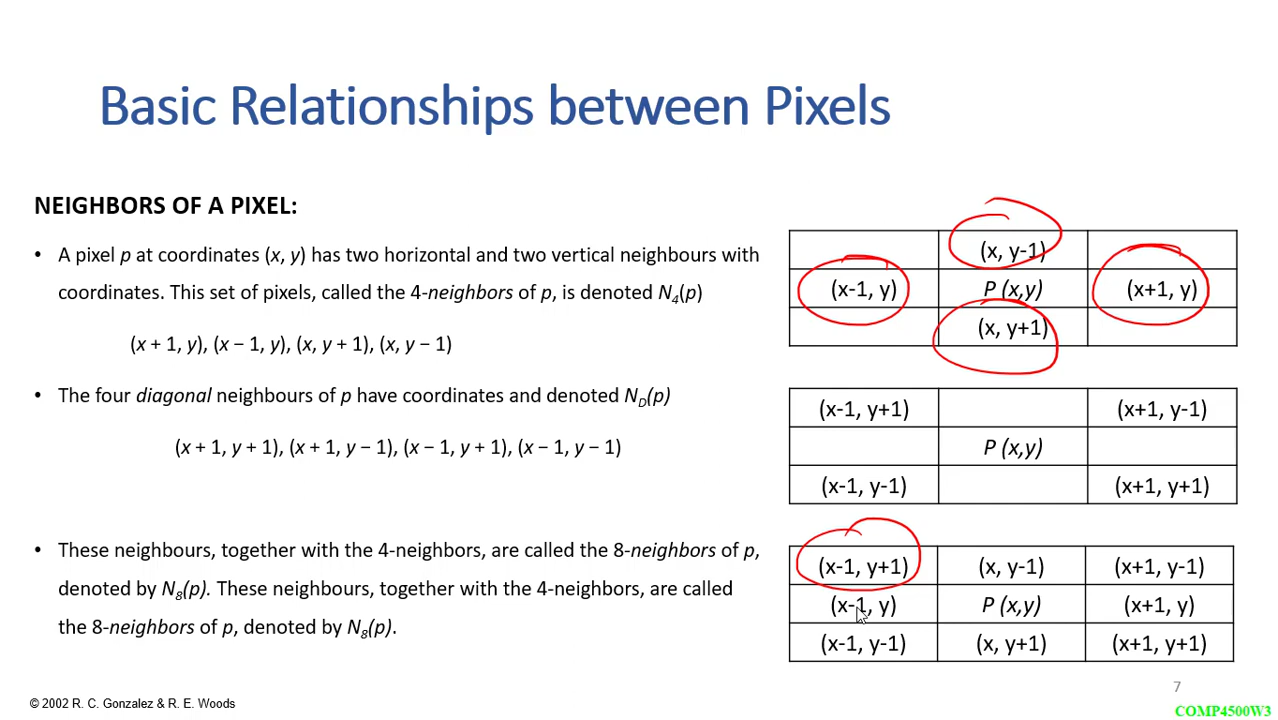 Basic Relationships between Pixels
NEIGHBORS OF A PIXEL:
• A pixel p at coordinates (x, y) has two horizontal and two vertical neighbours with
coordinates. This set of pixels, called the 4-neighbors of p, is denoted N4(p)
(x + 1, y), (x − 1, y), (x, y + 1), (x, y − 1)
• The four diagonal neighbours of p have coordinates and denoted ND(p)
(x + 1, y + 1), (x + 1, y − 1), (x − 1, y + 1), (x − 1, y − 1)
• These neighbours, together with the 4-neighbors, are called the 8-neighbors of p,
denoted by N8(p). These neighbours, together with the 4-neighbors, are called
the 8-neighbors of p, denoted by N8(p).
(x, y-1)
(x-1, y) P (x,y) (x+1, y)
(x, y+1)
(x-1, y+1) (x+1, y-1)
P (x,y)
(x-1, y-1) (x+1, y+1)
(x-1, y+1) (x, y-1) (x+1, y-1)
(x-1, y) P (x,y) (x+1, y)
(x-1, y-1) (x, y+1) (x+1, y+1)
© 2002 R. C. Gonzalez & R. E. Woods
7
COMP4500W3